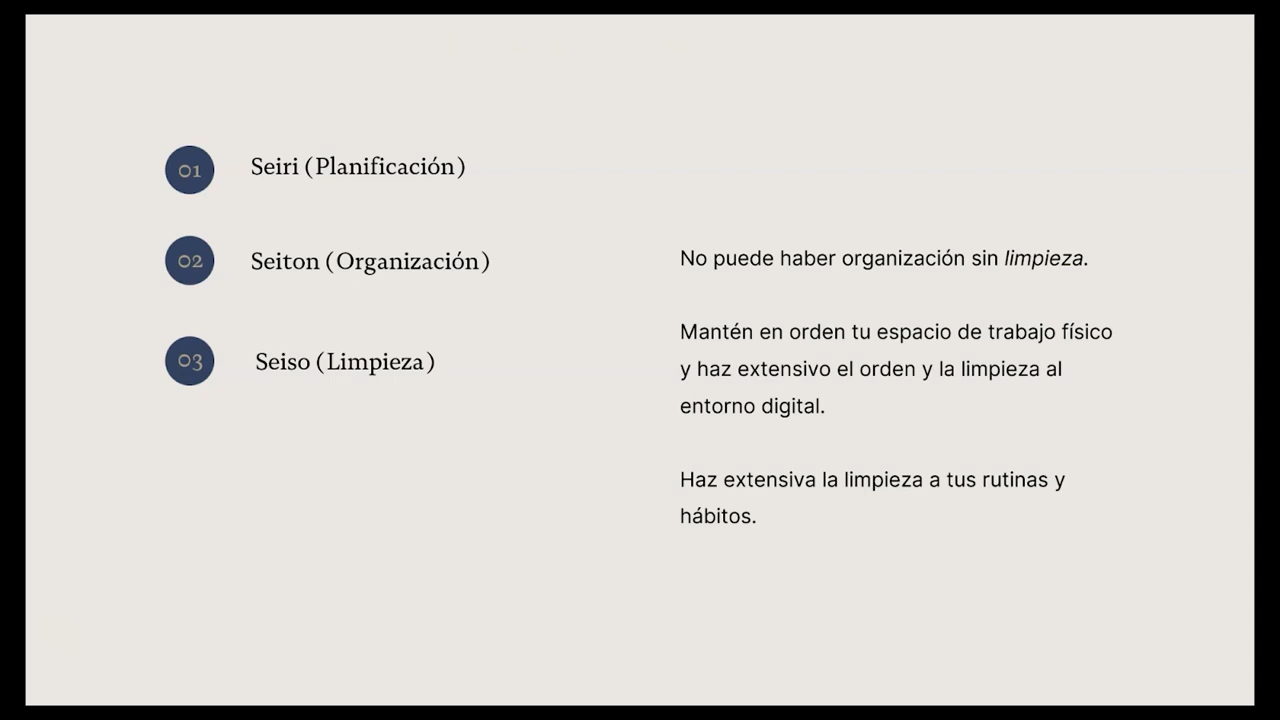 01 Seiri (Planificación)
02 Seiton (Organización)
03 Seiso (Limpieza)
No puede haber organización sin limpieza.
Mantén en orden tu espacio de trabajo físico
y haz extensivo el orden y la limpieza al
entorno digital.
Haz extensiva la limpieza a tus rutinas y
hábitos.